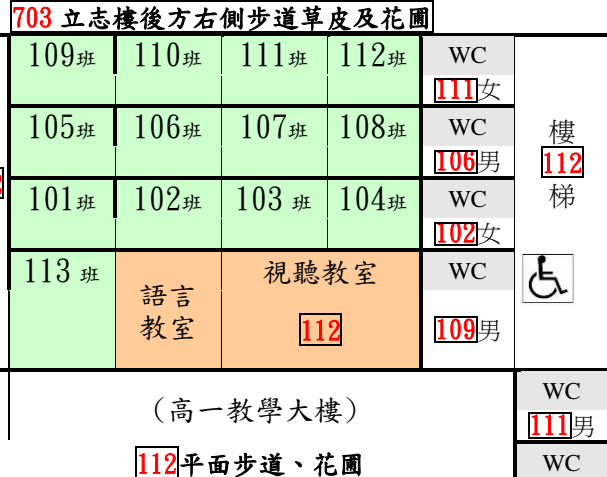 703 立志樓後方右側步道草皮及花圃
109班 110班 111班 112班 WC
111女
105班 106班 107班 108班 WC
106男
樓
112
梯
101班 102班 103 班 104班 WC
102女
113 班 語言
教室 視聽教室
112 WC
109男
(高一教學大樓)
WC
111男
112平面步道、花圃
WC